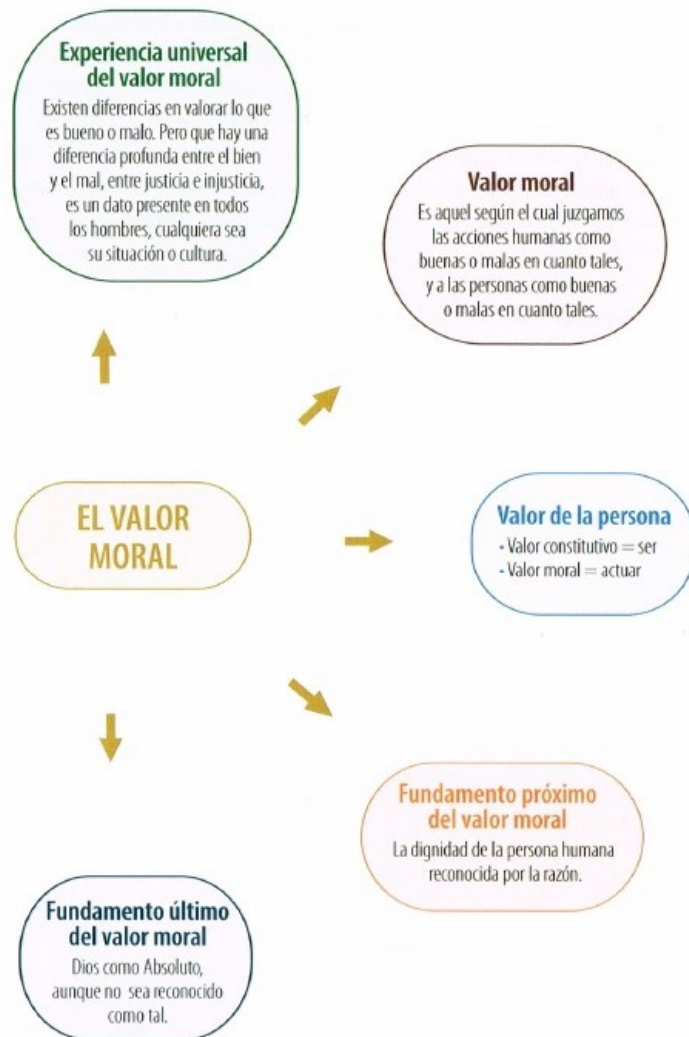 Experiencia universal
del valor moral
Existen diferencias en valorar lo que
es bueno o malo. Pero que hay una
diferencia profunda entre el bien
y el mal, entre justicia e injusticia,
es un dato presente en todos
los hombres, cualquiera sea
su situación o cultura.
Valor moral
Es aquel según el cual juzgamos
las acciones humanas como
buenas o malas en cuanto tales,
y a las personas como buenas
o malas en cuanto tales.
EL VALOR
MORAL
Valor de la persona
- Valor constitutivo = ser
- Valor moral = actuar
Fundamento próximo
del valor moral
La dignidad de la persona humana
reconocida por la razón.
Fundamento último
del valor moral
Dios como Absoluto,
aunque no sea reconocido
como tal.